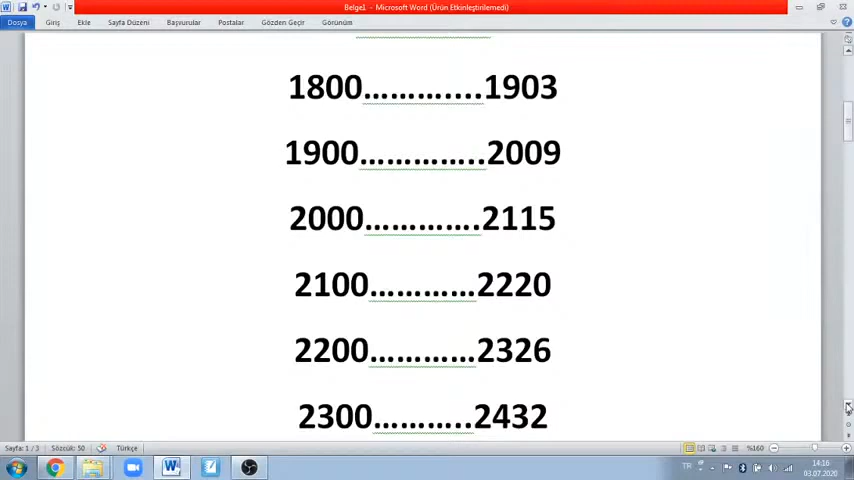 Belge1 - Microsoft Word (Ürün Etkinleştirilemedi)
Dosya Giriş Ekle Sayfa Düzeni Başvurular Postalar Gözden Geçir Görünüm
1800…………....1903
1900…………..2009
2000………….2115
2100…………2220
2200…………2326
2300………..2432
Sayfa: 1 / 3 Sözcük: 50 Türkçe %160
TR 14:16
03.07.2020